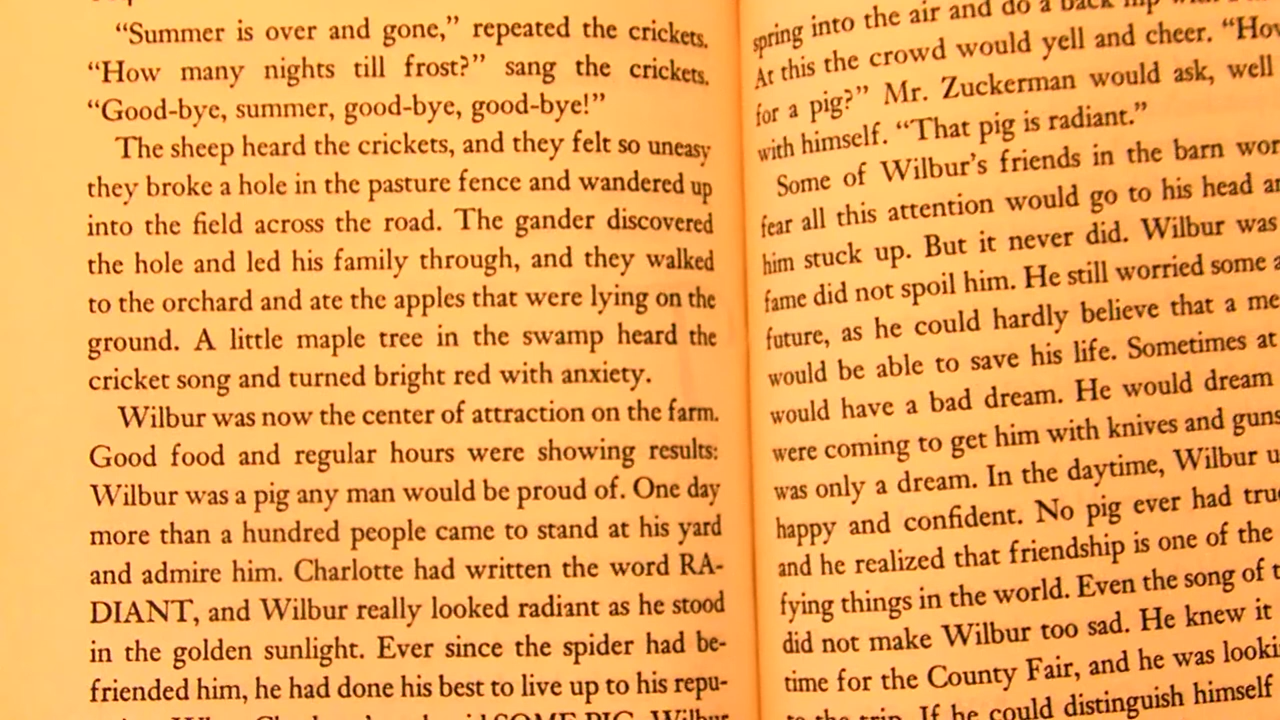 “Summer is over and gone,” repeated the crickets.
“How many nights till frost?” sang the crickets.
“Good-bye, summer, good-bye, good-bye!”
The sheep heard the crickets, and they felt so uneasy
they broke a hole in the pasture fence and wandered up
into the field across the road. The gander discovered
the hole and led his family through, and they walked
to the orchard and ate the apples that were lying on the
ground. A little maple tree in the swamp heard the
cricket song and turned bright red with anxiety.
Wilbur was now the center of attraction on the farm.
Good food and regular hours were showing results:
Wilbur was a pig any man would be proud of. One day
more than a hundred people came to stand at his yard
and admire him. Charlotte had written the word RA-
DIANT, and Wilbur really looked radiant as he stood
in the golden sunlight. Ever since the spider had be-
friended him, he had done his best to live up to his repu-
SOME PIG, Wilbur
spring into the air and do a back
At this the crowd would yell and cheer. “How
for a pig?” Mr. Zuckerman would ask, well
with himself. “That pig is radiant.”
Some of Wilbur’s friends in the barn wor
fear all this attention would go to his head
him stuck up. But it never did. Wilbur was
fame did not spoil him. He still worried some
future, as he could hardly believe that a me
would be able to save his life. Sometimes at
would have a bad dream. He would dream
were coming to get him with knives and guns
was only a dream. In the daytime, Wilbur u
happy and confident. No pig ever had tru
and he realized that friendship is one of the
fying things in the world. Even the song of t
did not make Wilbur too sad. He knew it
time for the County Fair, and he was looki
to the trip. If he could distinguish himself